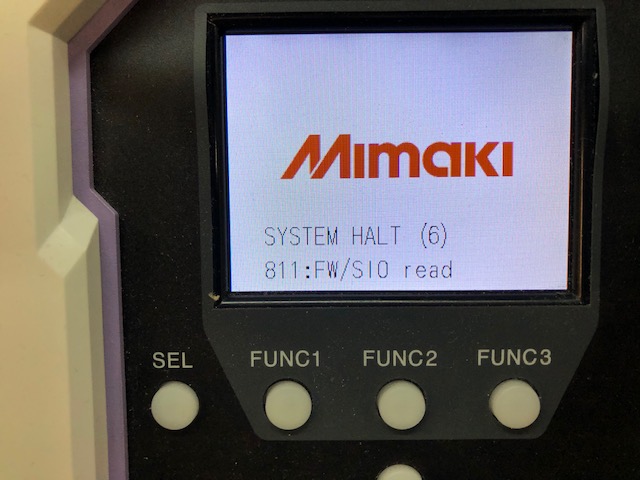 Mimaki
SYSTEM HALT (6)
811:FW/SIO read
SEL
FUNC1
FUNC2
FUNC3